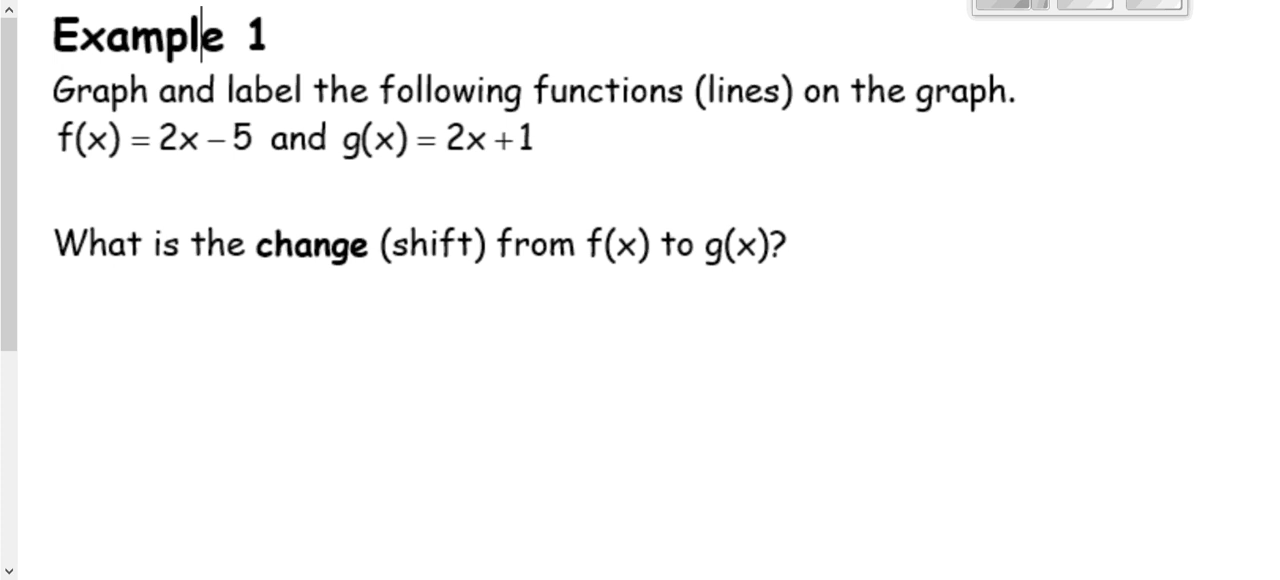 Example 1
Graph and label the following functions (lines) on the graph.
f(x) = 2x – 5 and g(x) = 2x + 1
What is the change (shift) from f(x) to g(x)?